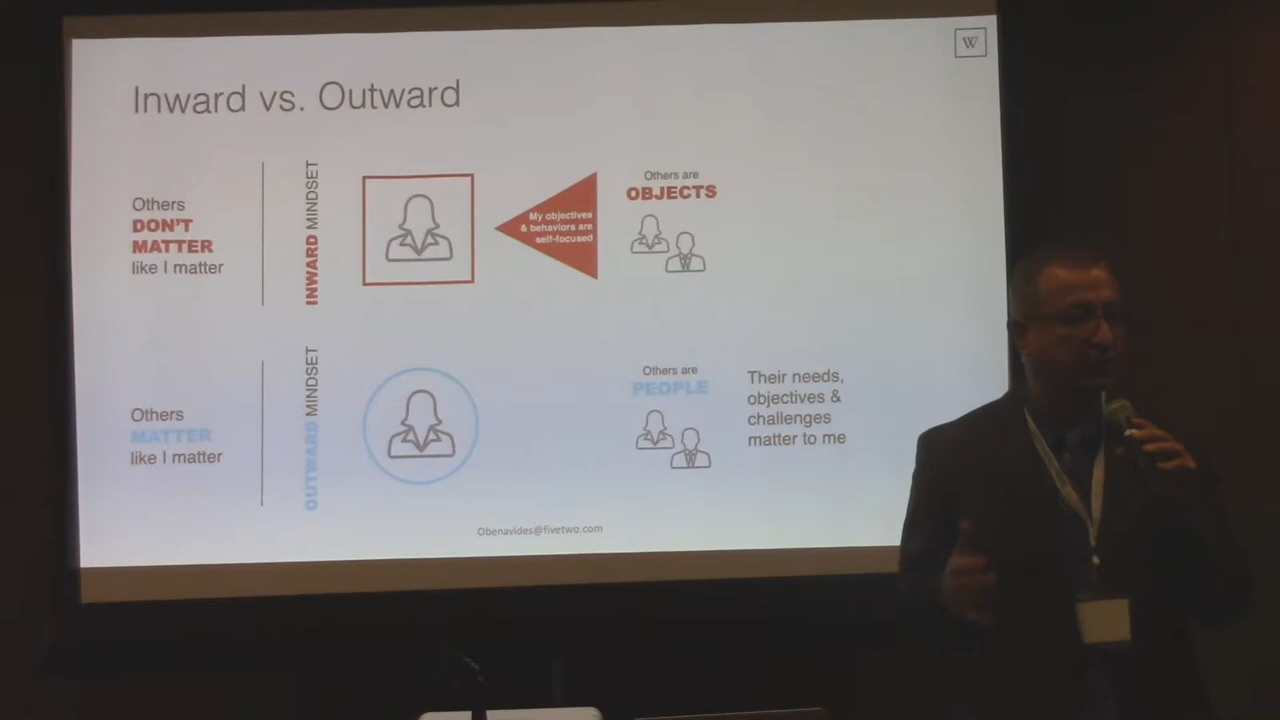 W
Inward vs. Outward
Others
DON'T
MATTER
like I matter
INWARD MINDSET
My objectives
& behaviors are
self-focused
Others are
OBJECTS
Others
MATTER
like I matter
OUTWARD MINDSET
Others are
PEOPLE
Their needs,
objectives &
challenges
matter to me
Obenavides@fivetwo.com